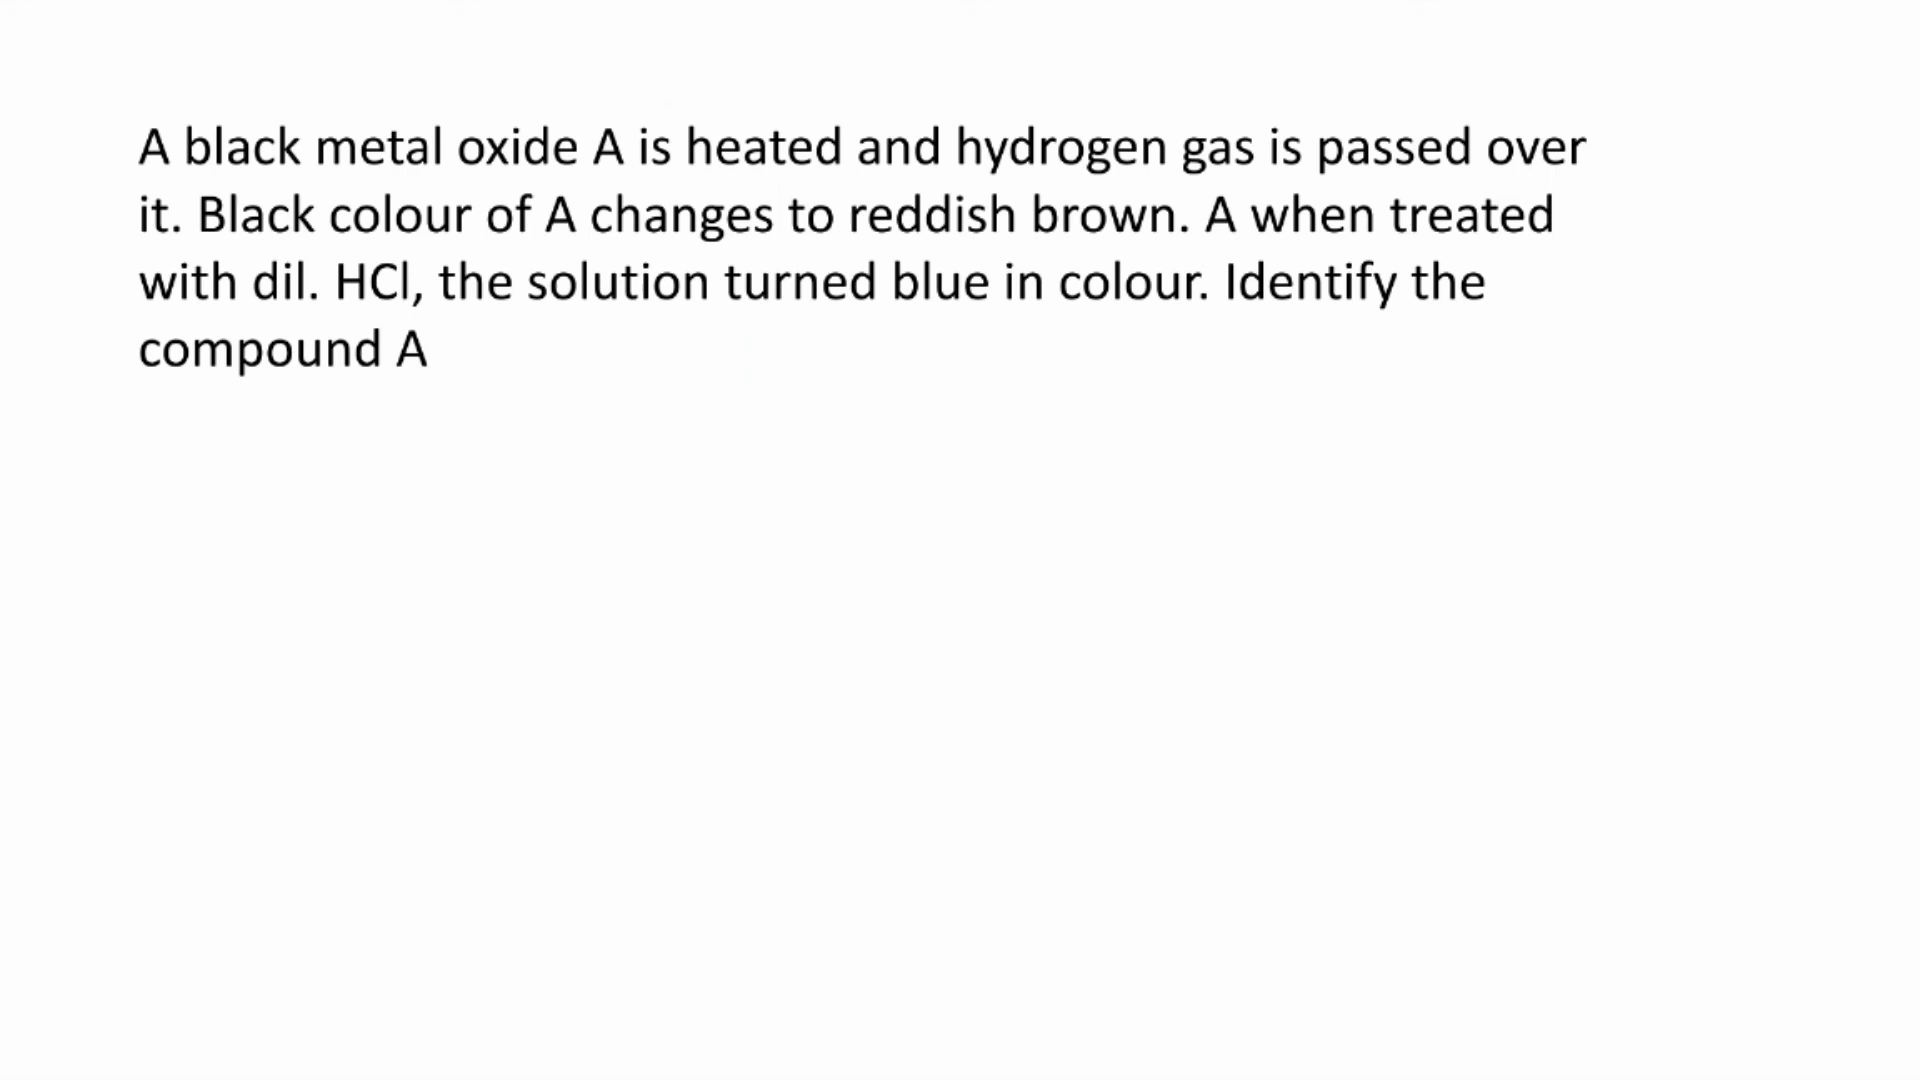 A black metal oxide A is heated and hydrogen gas is passed over
it. Black colour of A changes to reddish brown. A when treated
with dil. HCl, the solution turned blue in colour. Identify the
compound A